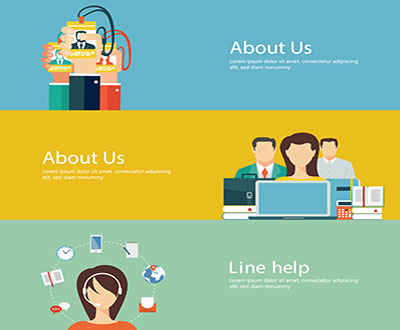 About Us
Lorem ipsum dolor sit amet, consectetur adipiscing
elit, sed diam nonummy
About Us
Lorem ipsum dolor sit amet, consectetur adipiscing
elit, sed diam nonummy
Line help
Lorem ipsum dolor sit amet, consectetur adipiscing
elit, sed diam nonummy